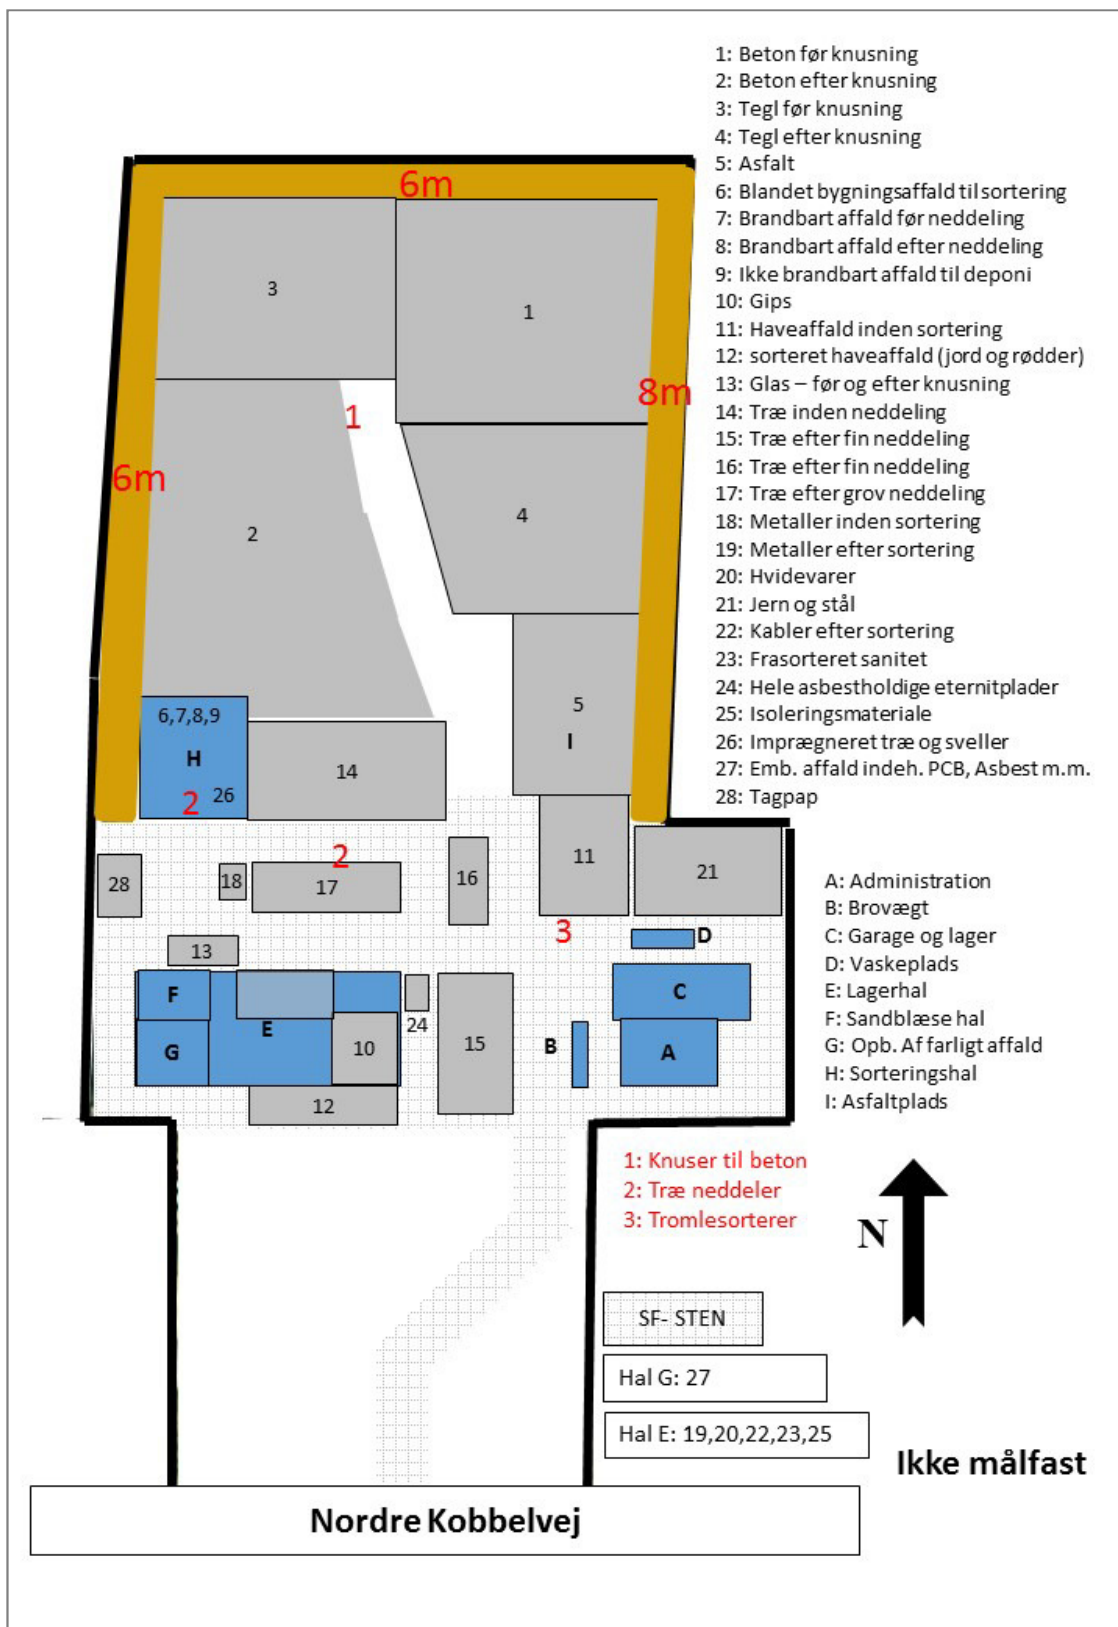 1: Beton før knusning
2: Beton efter knusning
3: Tegl før knusning
4: Tegl efter knusning
5: Asfalt
6: Blandet bygningsaffald til sortering
7: Brandbart affald før neddeling
8: Brandbart affald efter neddeling
9: Ikke brandbart affald til deponi
10: Gips
11: Haveaffald inden sortering
12: sorteret haveaffald (jord og rødder)
13: Glas – før og efter knusning
14: Træ inden neddeling
15: Træ efter fin neddeling
16: Træ efter fin neddeling
17: Træ efter grov neddeling
18: Metaller inden sortering
19: Metaller efter sortering
20: Hvidevarer
21: Jern og stål
22: Kabler efter sortering
23: Frasorteret sanitet
24: Hele asbestholdige eternitplader
25: Isoleringsmateriale
26: Imprægneret træ og sveller
27: Emb. affald indeh. PCB, Asbest m.m.
28: Tagpap
6m
3
1
8m
1
6m
4
2
5
6,7,8,9
I
H
14
2
26
2
11
21
28
18
17
16
3
D
13
F
C
E
24
G
10
15
B
A
12
A: Administration
B: Brovægt
C: Garage og lager
D: Vaskeplads
E: Lagerhal
F: Sandblæse hal
G: Opb. Af farligt affald
H: Sorteringshal
I: Asfaltplads
1: Knuser til beton
2: Træ neddeler
3: Tromlesorterer
N
SF- STEN
Hal G: 27
Hal E: 19,20,22,23,25
Ikke målfast
Nordre Kobbelvej